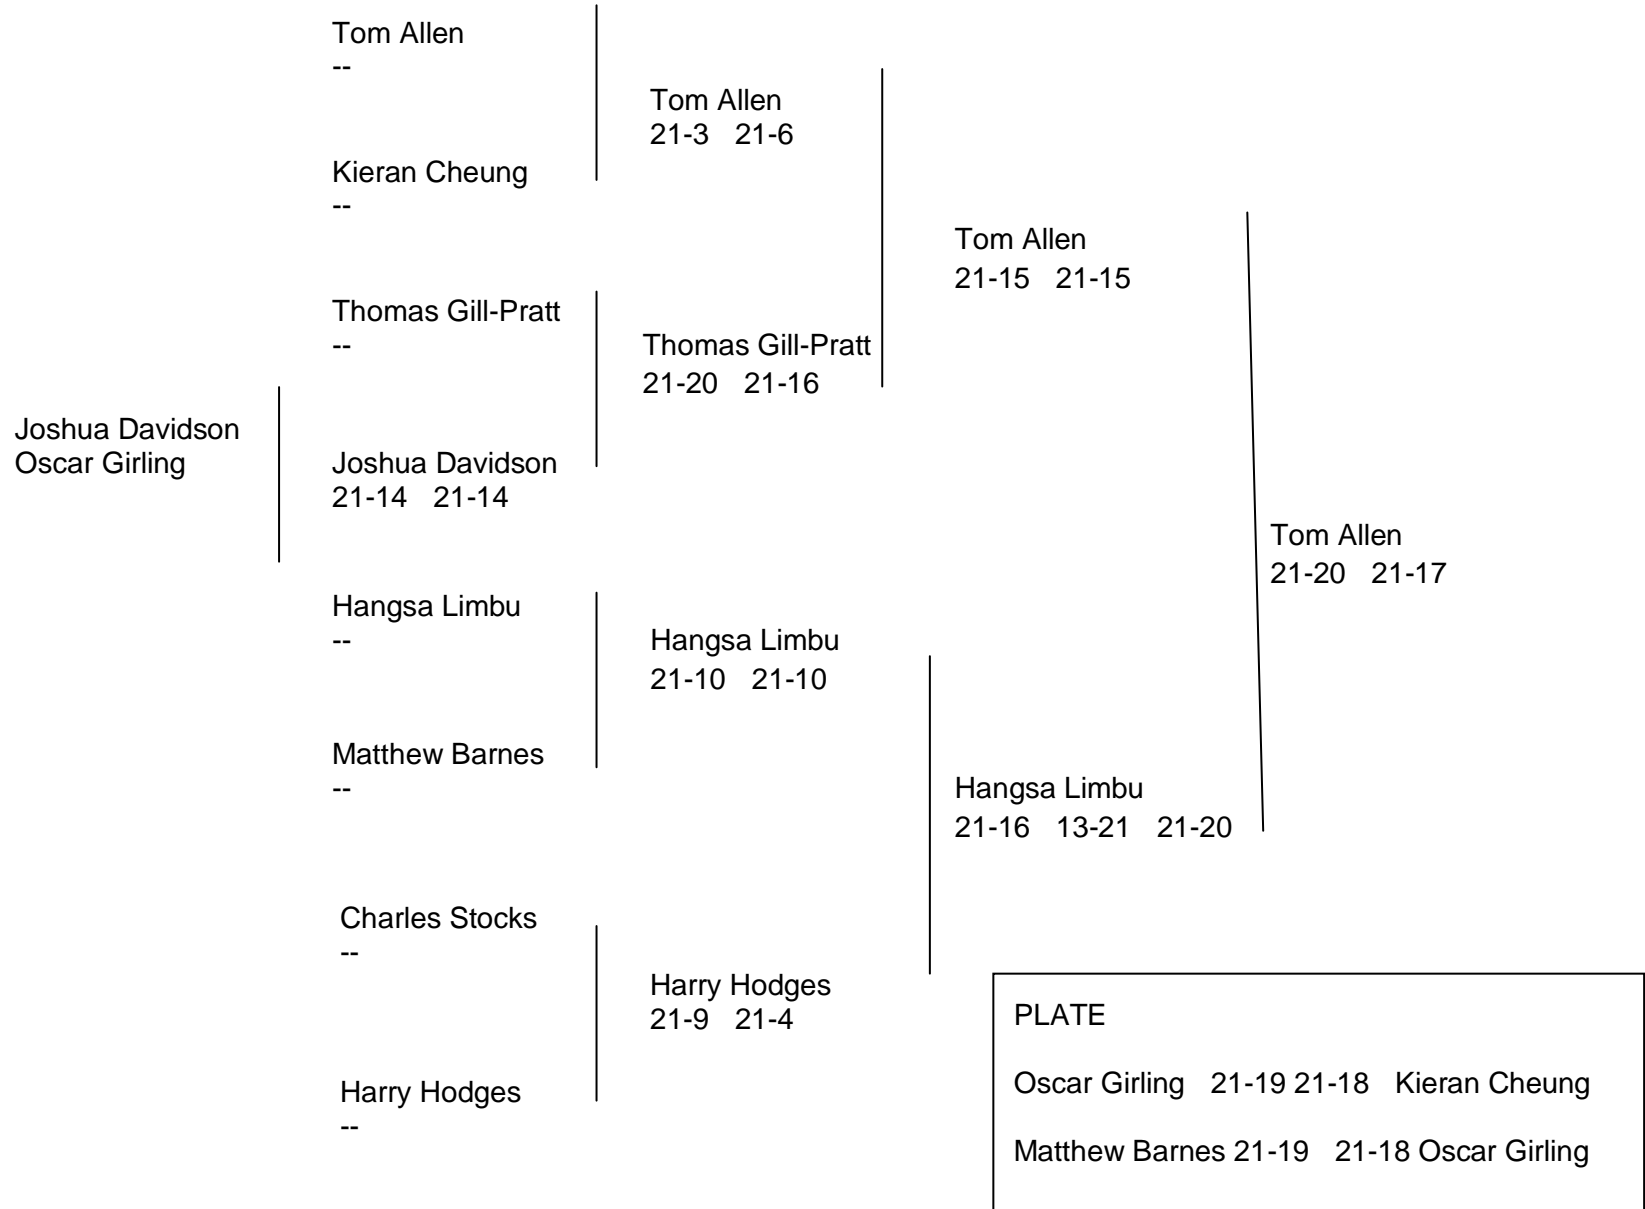 Tom Allen
--
Tom Allen
21-3 21-6
Kieran Cheung
--
Tom Allen
21-15 21-15
Thomas Gill-Pratt
--
Thomas Gill-Pratt
21-20 21-16
Joshua Davidson
Oscar Girling
Joshua Davidson
21-14 21-14
Tom Allen
21-20 21-17
Hangsa Limbu
--
Hangsa Limbu
21-10 21-10
Matthew Barnes
--
Hangsa Limbu
21-16 13-21 21-20
Charles Stocks
--
Harry Hodges
21-9 21-4
Harry Hodges
--
PLATE
Oscar Girling 21-19 21-18 Kieran Cheung
Matthew Barnes 21-19 21-18 Oscar Girling